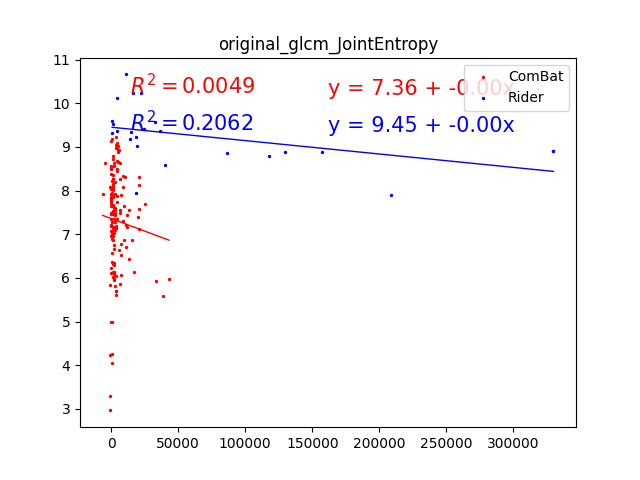 original_glcm_JointEntropy
11
10
9
8
7
6
5
4
3
R² = 0.0049
y = 7.36 + -0.00x
R² = 0.2062
y = 9.45 + -0.00x
ComBat
Rider
0 50000 100000 150000 200000 250000 300000